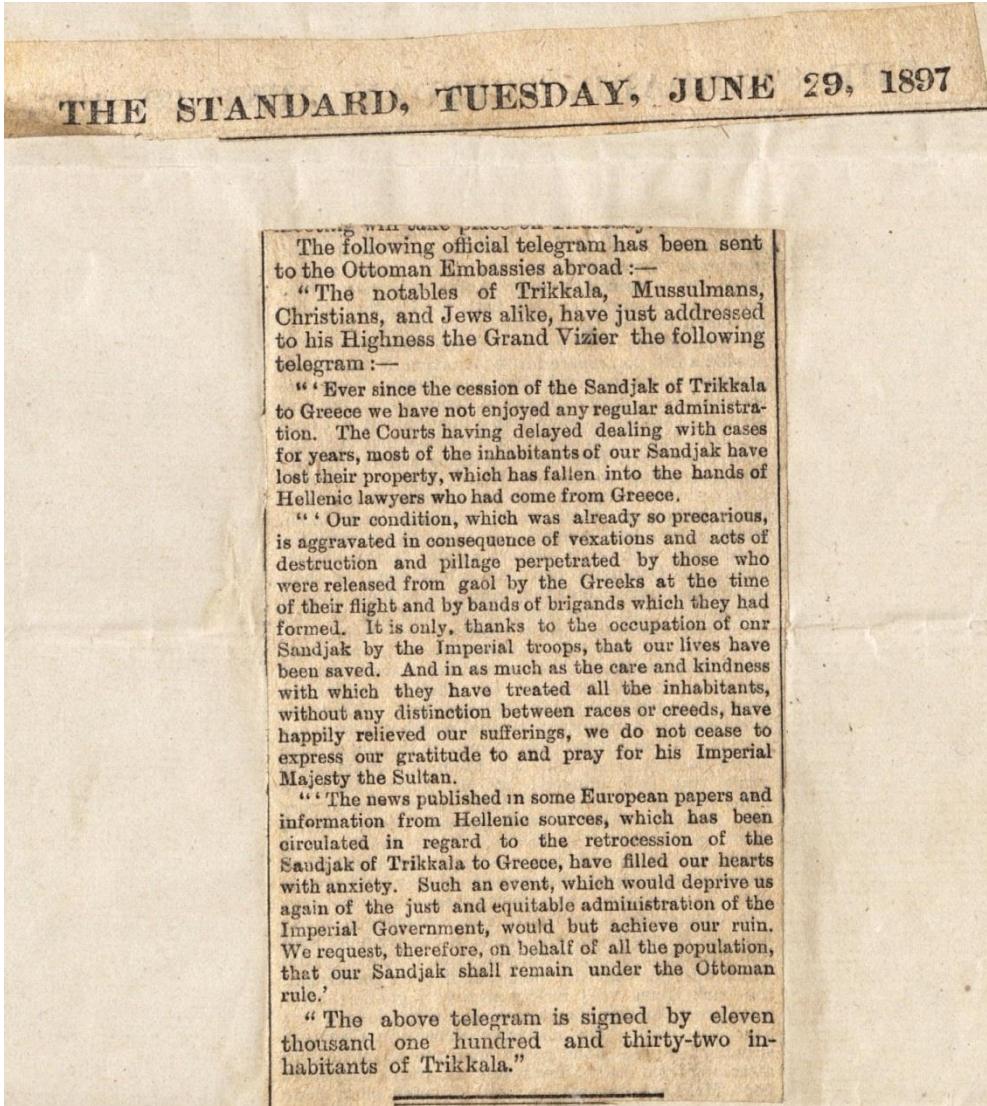 THE STANDARD, TUESDAY, JUNE 29, 1897
The following official telegram has been sent
to the Ottoman Embassies abroad :—
"The notables of Trikkala, Mussulmans,
Christians, and Jews alike, have just addressed
to his Highness the Grand Vizier the following
telegram :—
"'Ever since the cession of the Sandjak of Trikkala
to Greece we have not enjoyed any regular administra-
tion. The Courts having delayed dealing with cases
for years, most of the inhabitants of our Sandjak have
lost their property, which has fallen into the hands of
Hellenic lawyers who had come from Greece.
"'Our condition, which was already so precarious,
is aggravated in consequence of vexations and acts of
destruction and pillage perpetrated by those who
were released from gaol by the Greeks at the time
of their flight and by bands of brigands which they had
formed. It is only, thanks to the occupation of onr
Sandjak by the Imperial troops, that our lives have
been saved. And in as much as the care and kindness
with which they have treated all the inhabitants,
without any distinction between races or creeds, have
happily relieved our sufferings, we do not cease to
express our gratitude to and pray for his Imperial
Majesty the Sultan.
"'The news published in some European papers and
information from Hellenic sources, which has been
circulated in regard to the retrocession of the
Sandjak of Trikkala to Greece, have filled our hearts
with anxiety. Such an event, which would deprive us
again of the just and equitable administration of the
Imperial Government, would but achieve our ruin.
We request, therefore, on behalf of all the population,
that our Sandjak shall remain under the Ottoman
rule.'
"The above telegram is signed by eleven
thousand one hundred and thirty-two in-
habitants of Trikkala."